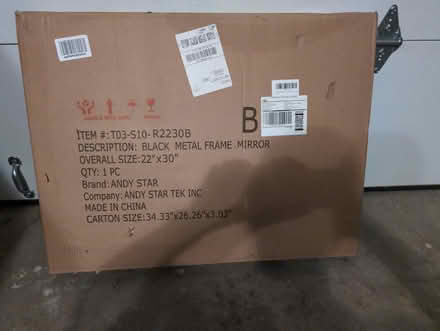 B
ITEM #:T03-S10-R2230B
DESCRIPTION: BLACK METAL FRAME MIRROR
OVERALL SIZE:22"x30"
QTY: 1 PC
Brand: ANDY STAR
Company: ANDY STAR TEK INC
MADE IN CHINA
CARTON SIZE:34.33"x26.26"x3.03"